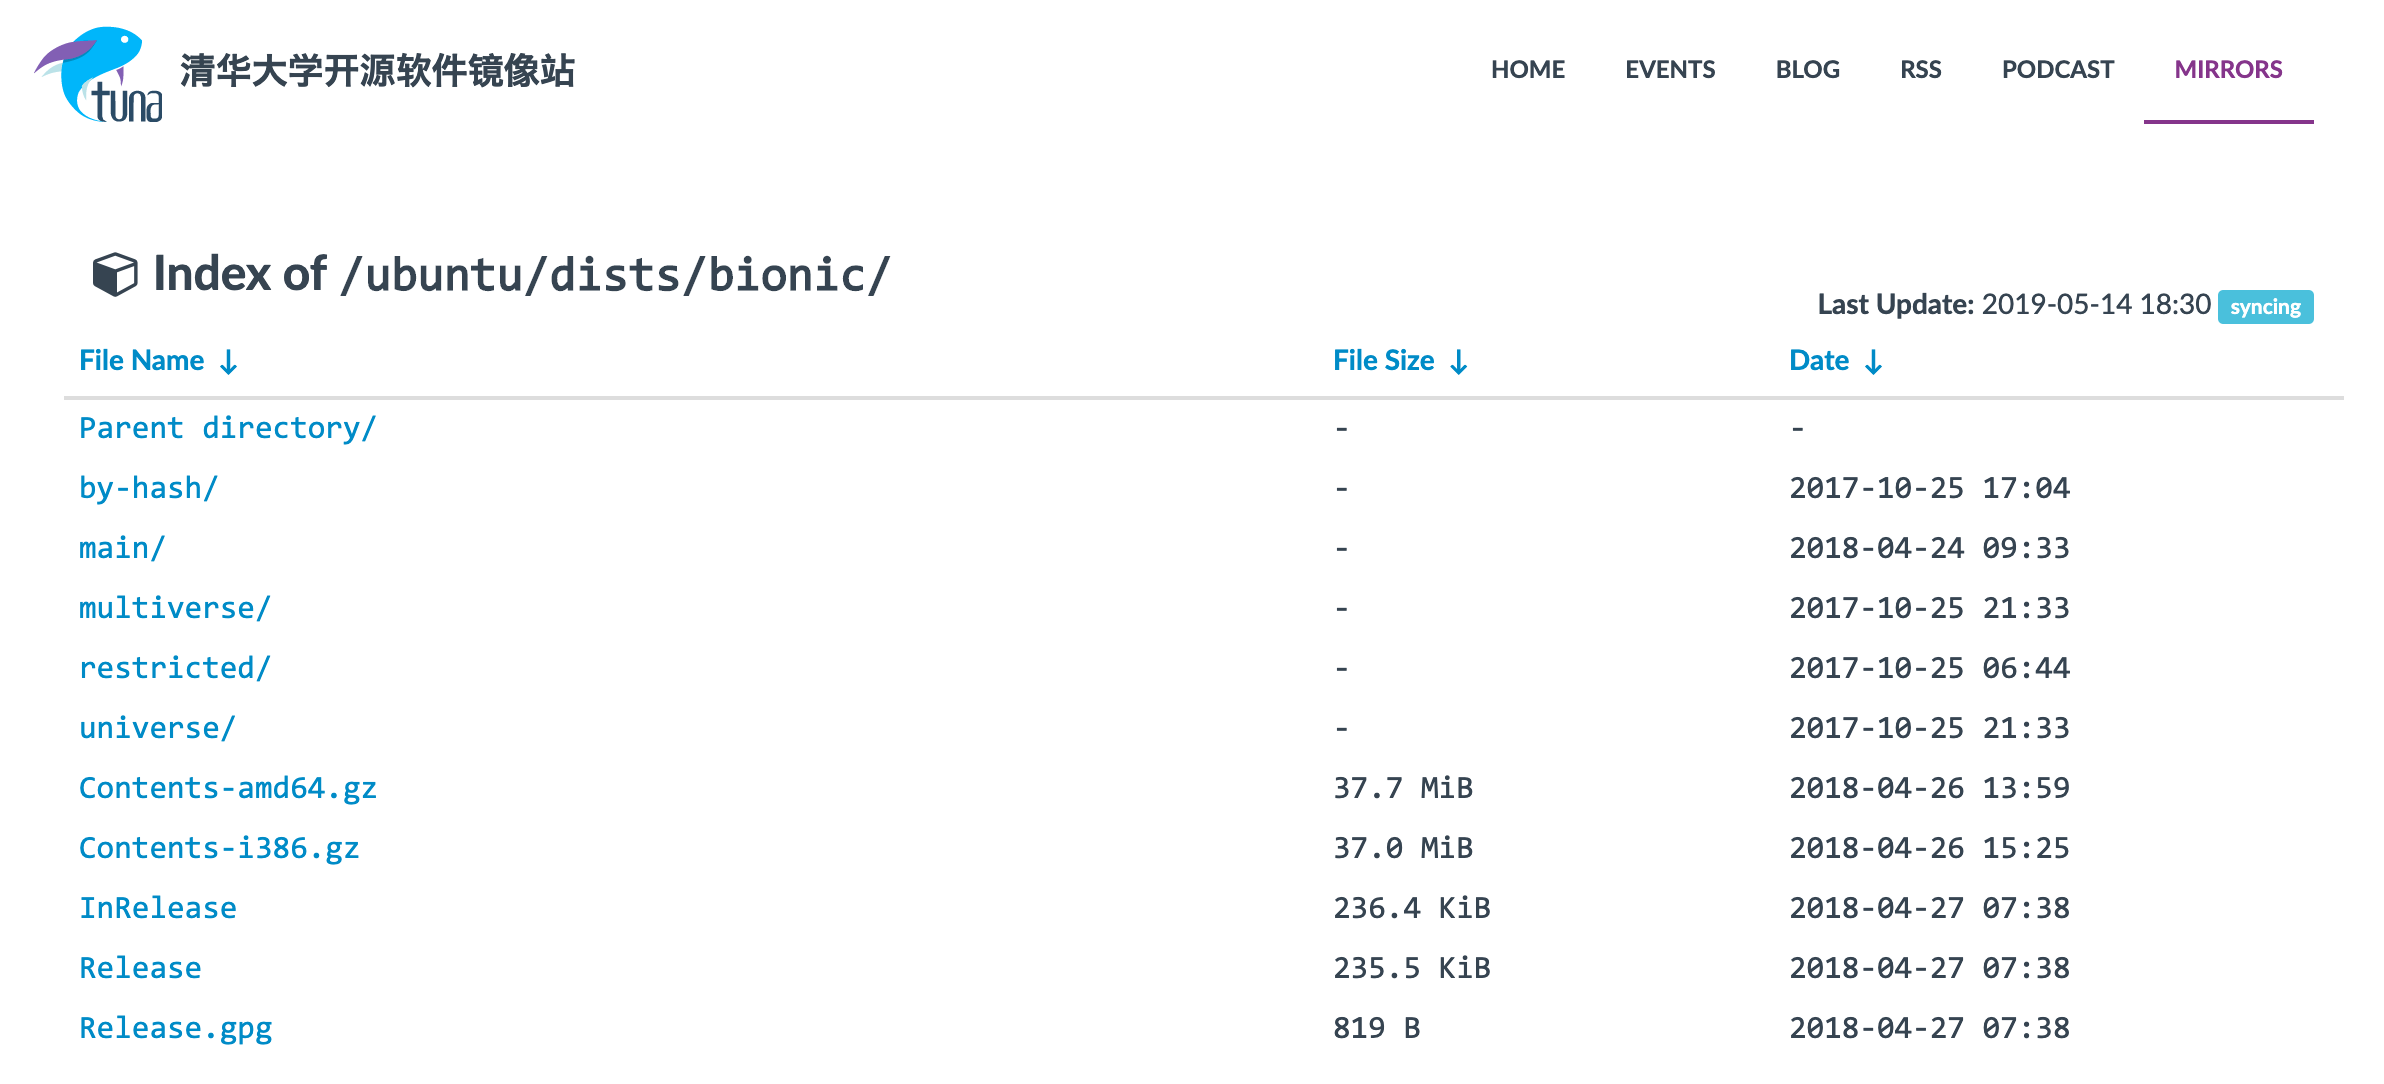 tuna
清华大学开源软件镜像站
HOME EVENTS BLOG RSS PODCAST MIRRORS
Index of /ubuntu/dists/bionic/
Last Update: 2019-05-14 18:30 syncing
File Name ↓ File Size ↓ Date ↓
Parent directory/ - -
by-hash/ - 2017-10-25 17:04
main/ - 2018-04-24 09:33
multiverse/ - 2017-10-25 21:33
restricted/ - 2017-10-25 06:44
universe/ - 2017-10-25 21:33
Contents-amd64.gz 37.7 MiB 2018-04-26 13:59
Contents-i386.gz 37.0 MiB 2018-04-26 15:25
InRelease 236.4 KiB 2018-04-27 07:38
Release 235.5 KiB 2018-04-27 07:38
Release.gpg 819 B 2018-04-27 07:38